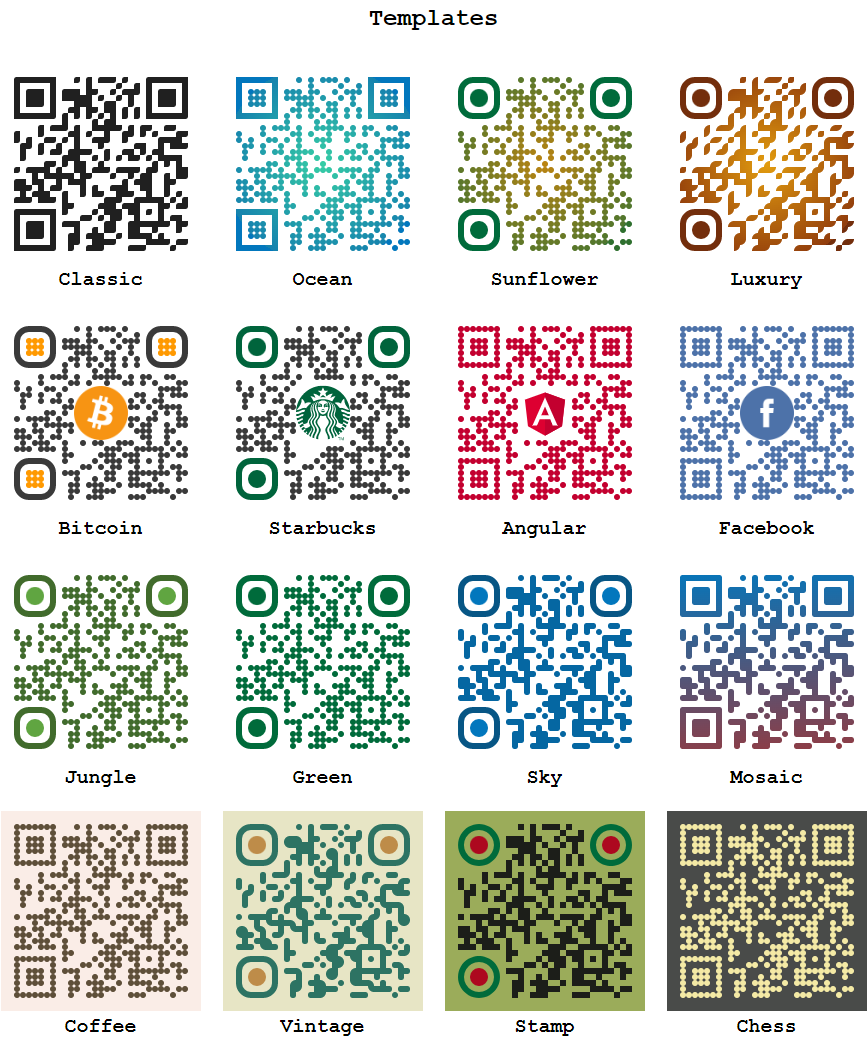 Templates
Classic Ocean Sunflower Luxury
Bitcoin Starbucks Angular Facebook
Jungle Green Sky Mosaic
Coffee Vintage Stamp Chess